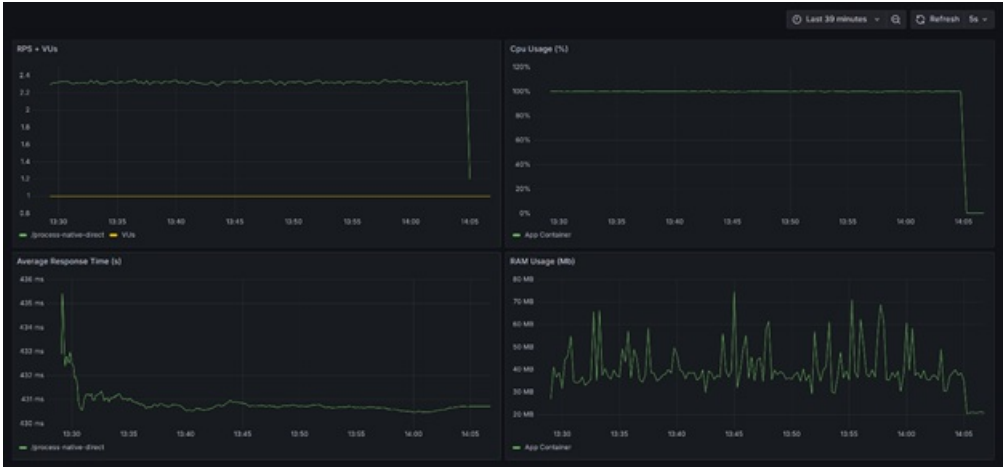 Last 39 minutes
Refresh 5s
RPS + VUs
2.4
2.2
2
1.8
1.6
1.4
1.2
1
0.8
13:30 13:35 13:40 13:45 13:50 13:55 14:00 14:05
/process-native-direct VUs
Cpu Usage (%)
120%
100%
80%
60%
40%
20%
0%
13:30 13:35 13:40 13:45 13:50 13:55 14:00 14:05
App Container
Average Response Time (s)
436 ms
435 ms
434 ms
433 ms
432 ms
431 ms
430 ms
13:30 13:35 13:40 13:45 13:50 13:55 14:00 14:05
/process-native-direct
RAM Usage (Mb)
80 MB
70 MB
60 MB
50 MB
40 MB
30 MB
20 MB
13:30 13:35 13:40 13:45 13:50 13:55 14:00 14:05
App Container